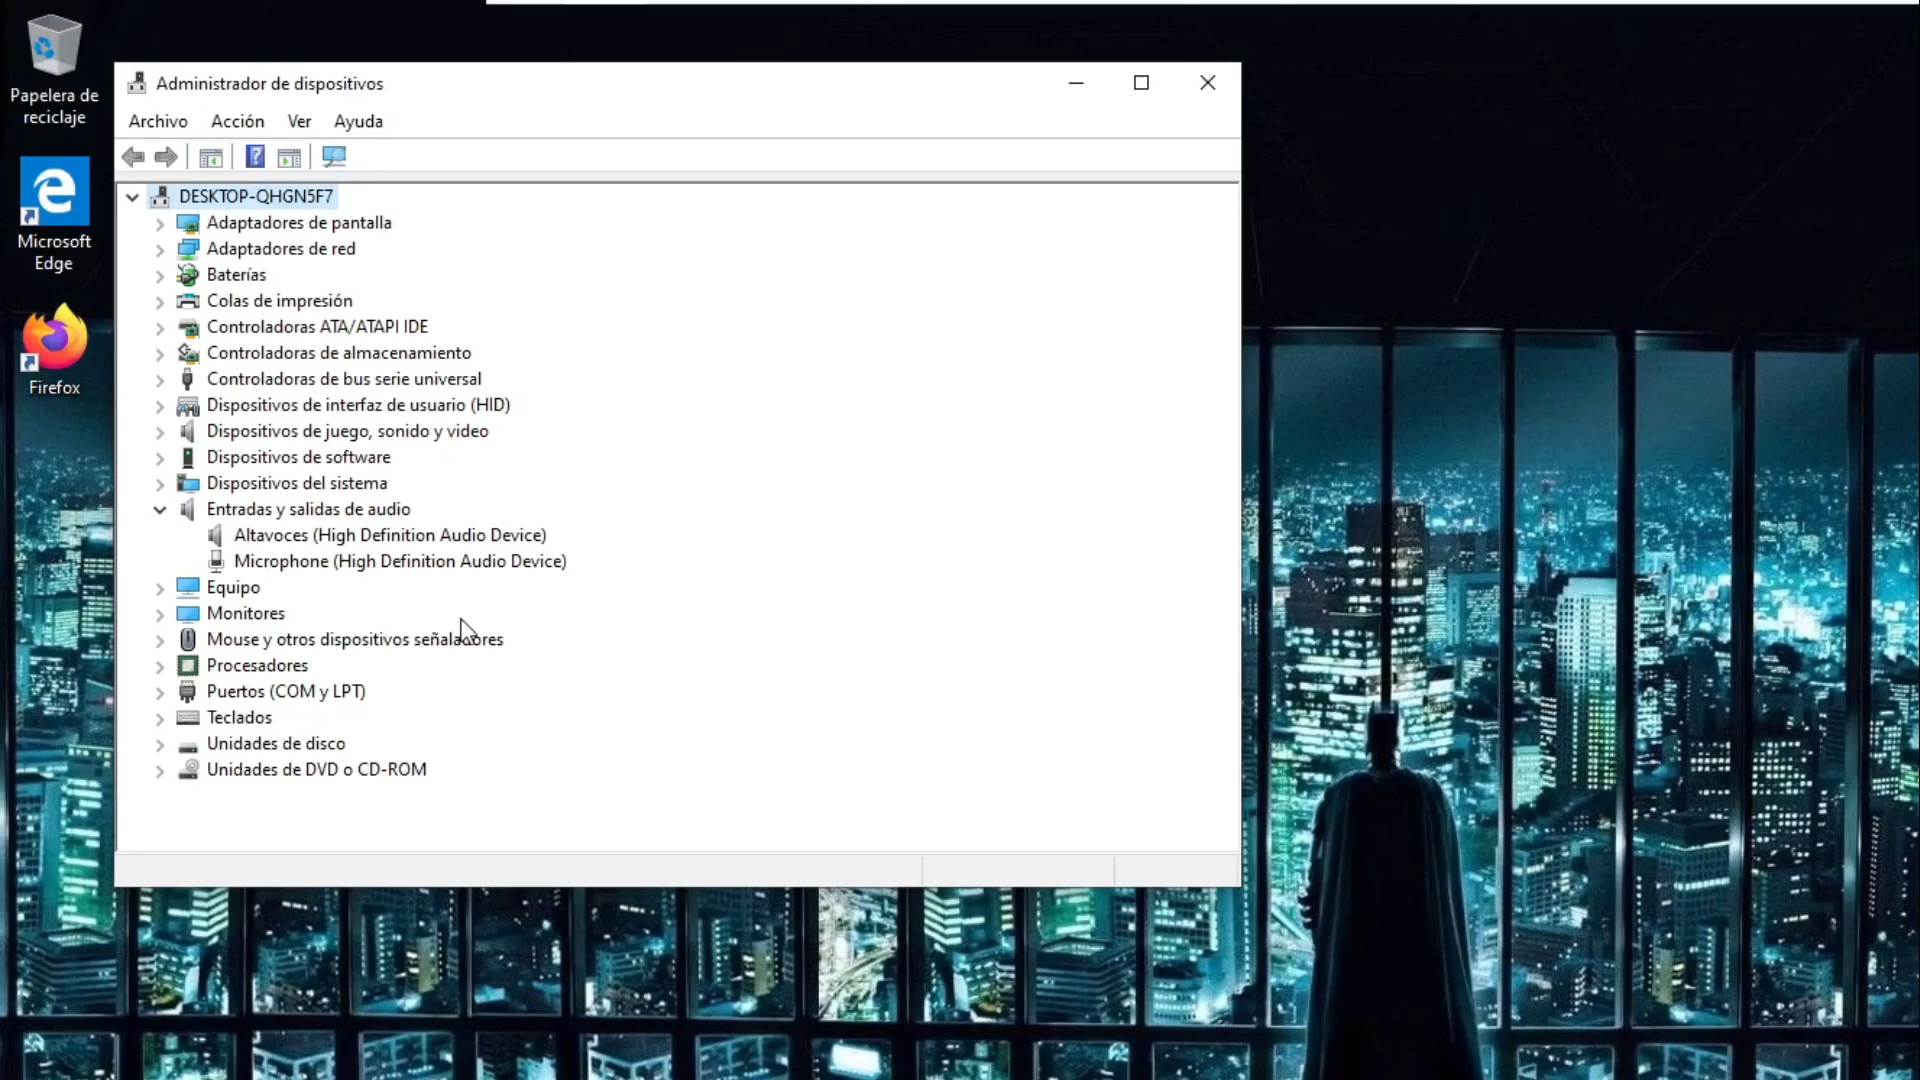 Papelera de
reciclaje
Microsoft
Edge
Firefox
Administrador de dispositivos
Archivo Acción Ver Ayuda
DESKTOP-QHGN5F7
Adaptadores de pantalla
Adaptadores de red
Baterías
Colas de impresión
Controladoras ATA/ATAPI IDE
Controladoras de almacenamiento
Controladoras de bus serie universal
Dispositivos de interfaz de usuario (HID)
Dispositivos de juego, sonido y video
Dispositivos de software
Dispositivos del sistema
Entradas y salidas de audio
Altavoces (High Definition Audio Device)
Microphone (High Definition Audio Device)
Equipo
Monitores
Mouse y otros dispositivos señaladores
Procesadores
Puertos (COM y LPT)
Teclados
Unidades de disco
Unidades de DVD o CD-ROM